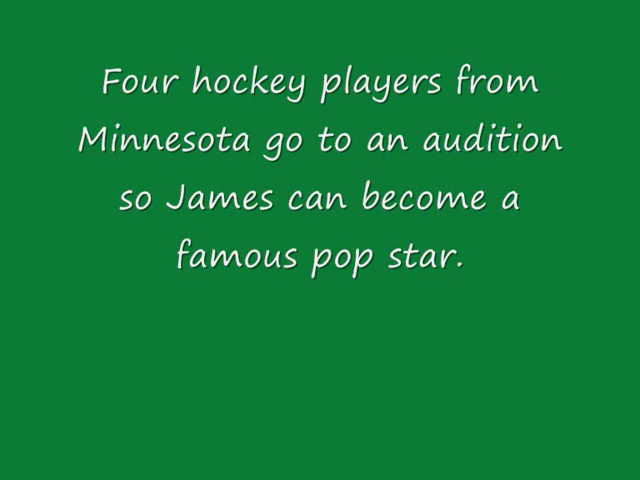 Four hockey players from
Minnesota go to an audition
so James can become a
famous pop star.